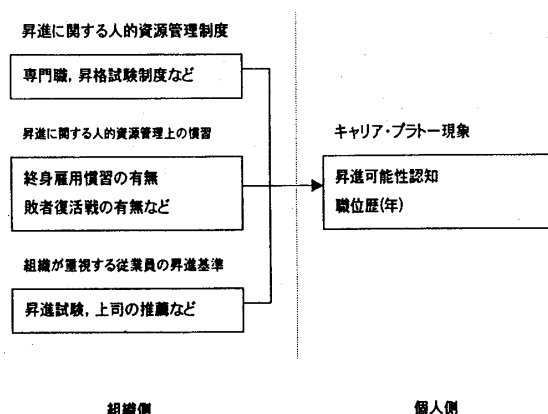 昇進に関する人的資源管理制度
専門職, 昇格試験制度など
昇進に関する人的資源管理上の慣習
終身雇用慣習の有無
敗者復活戦の有無など
組織が重視する従業員の昇進基準
昇進試験, 上司の推薦など
キャリア・プラトー現象
昇進可能性認知
職位歴(年)
組織側
個人側